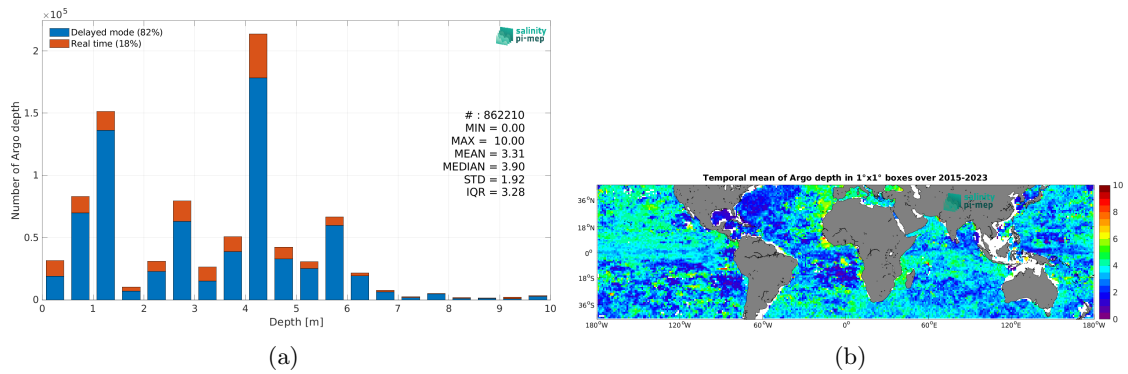 ×10⁵
Delayed mode (82%)
Real time (18%)
salinity
pi-mep
2
1.5
1
0.5
0
Number of Argo depth
# : 862210
MIN = 0.00
MAX = 10.00
MEAN = 3.31
MEDIAN = 3.90
STD = 1.92
IQR = 3.28
0 1 2 3 4 5 6 7 8 9 10
Depth [m]
(a)
Temporal mean of Argo depth in 1°x1° boxes over 2015-2023
salinity
pi-mep
36°N
18°N
0°
18°S
36°S
180°W 120°W 60°W 0° 60°E 120°E 180°W
10
8
6
4
2
0
(b)